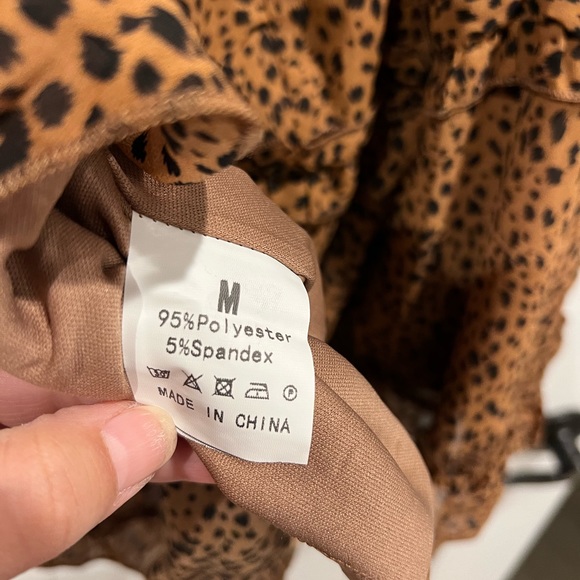 M
95%Polyester
5%Spandex
MADE IN CHINA